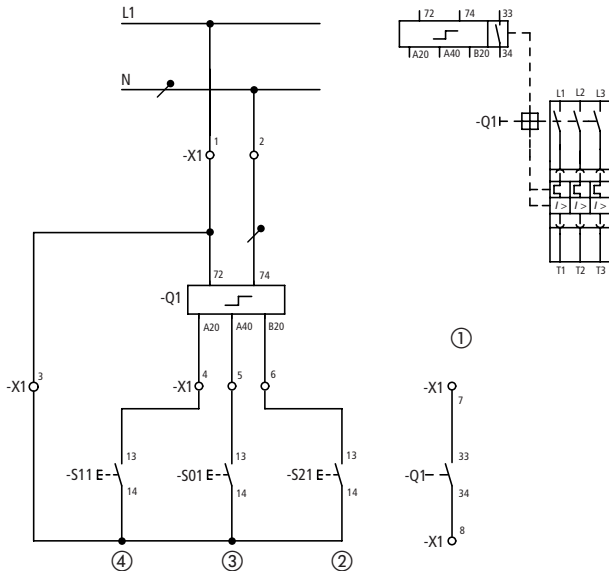 L1
N
-X1
1
2
72
74
-Q1
A20
A40
B20
3
-X1
-X1
4
5
6
13
-S11 E
14
13
-S01 E
14
13
-S21 E
14
④
③
②
72
74
33
A20
A40
B20
34
-Q1
L1
L2
L3
I >
I >
I >
T1
T2
T3
①
-X1
7
33
-Q1
34
-X1
8